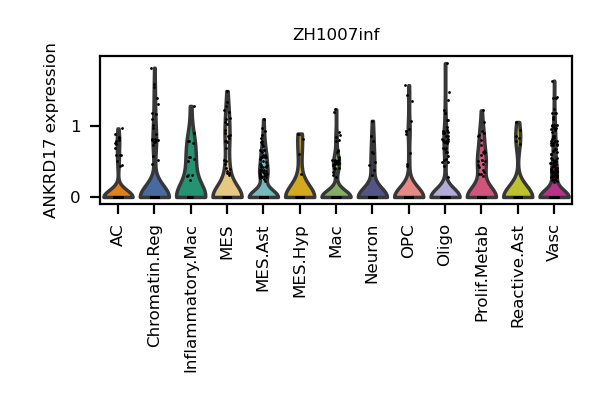 ZH1007inf
ANKRD17 expression
1
0
AC
Chromatin.Reg
Inflammatory.Mac
MES
MES.Ast
MES.Hyp
Mac
Neuron
OPC
Oligo
Prolif.Metab
Reactive.Ast
Vasc